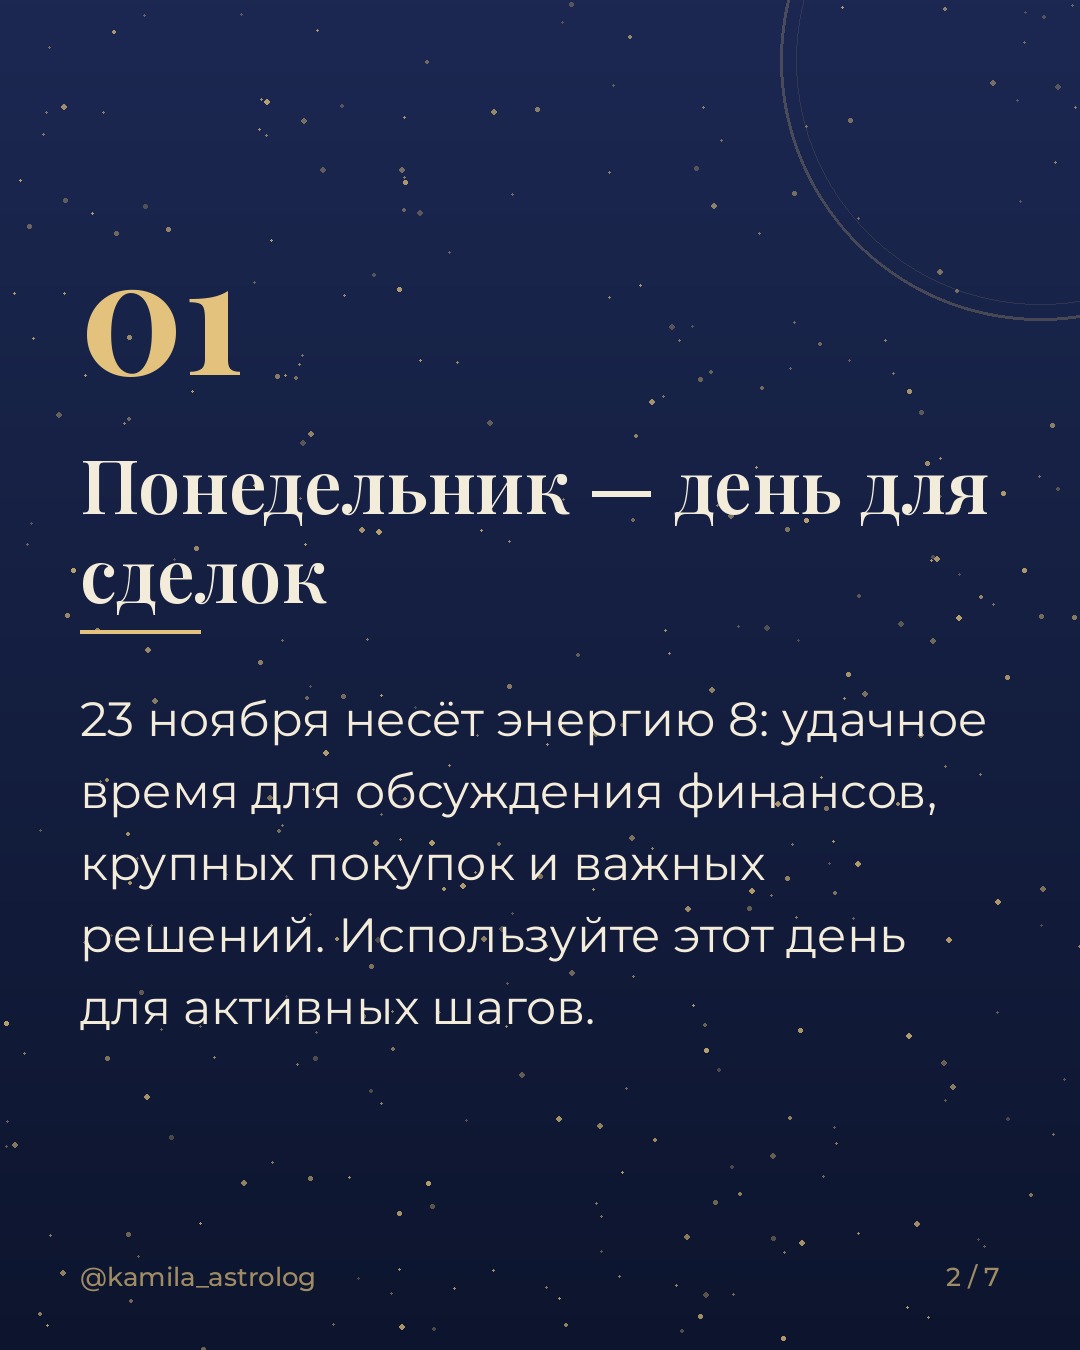 01
Понедельник — день для
сделок
23 ноября несёт энергию 8: удачное
время для обсуждения финансов,
крупных покупок и важных
решений. Используйте этот день
для активных шагов.
@kamila_astrolog
2 / 7